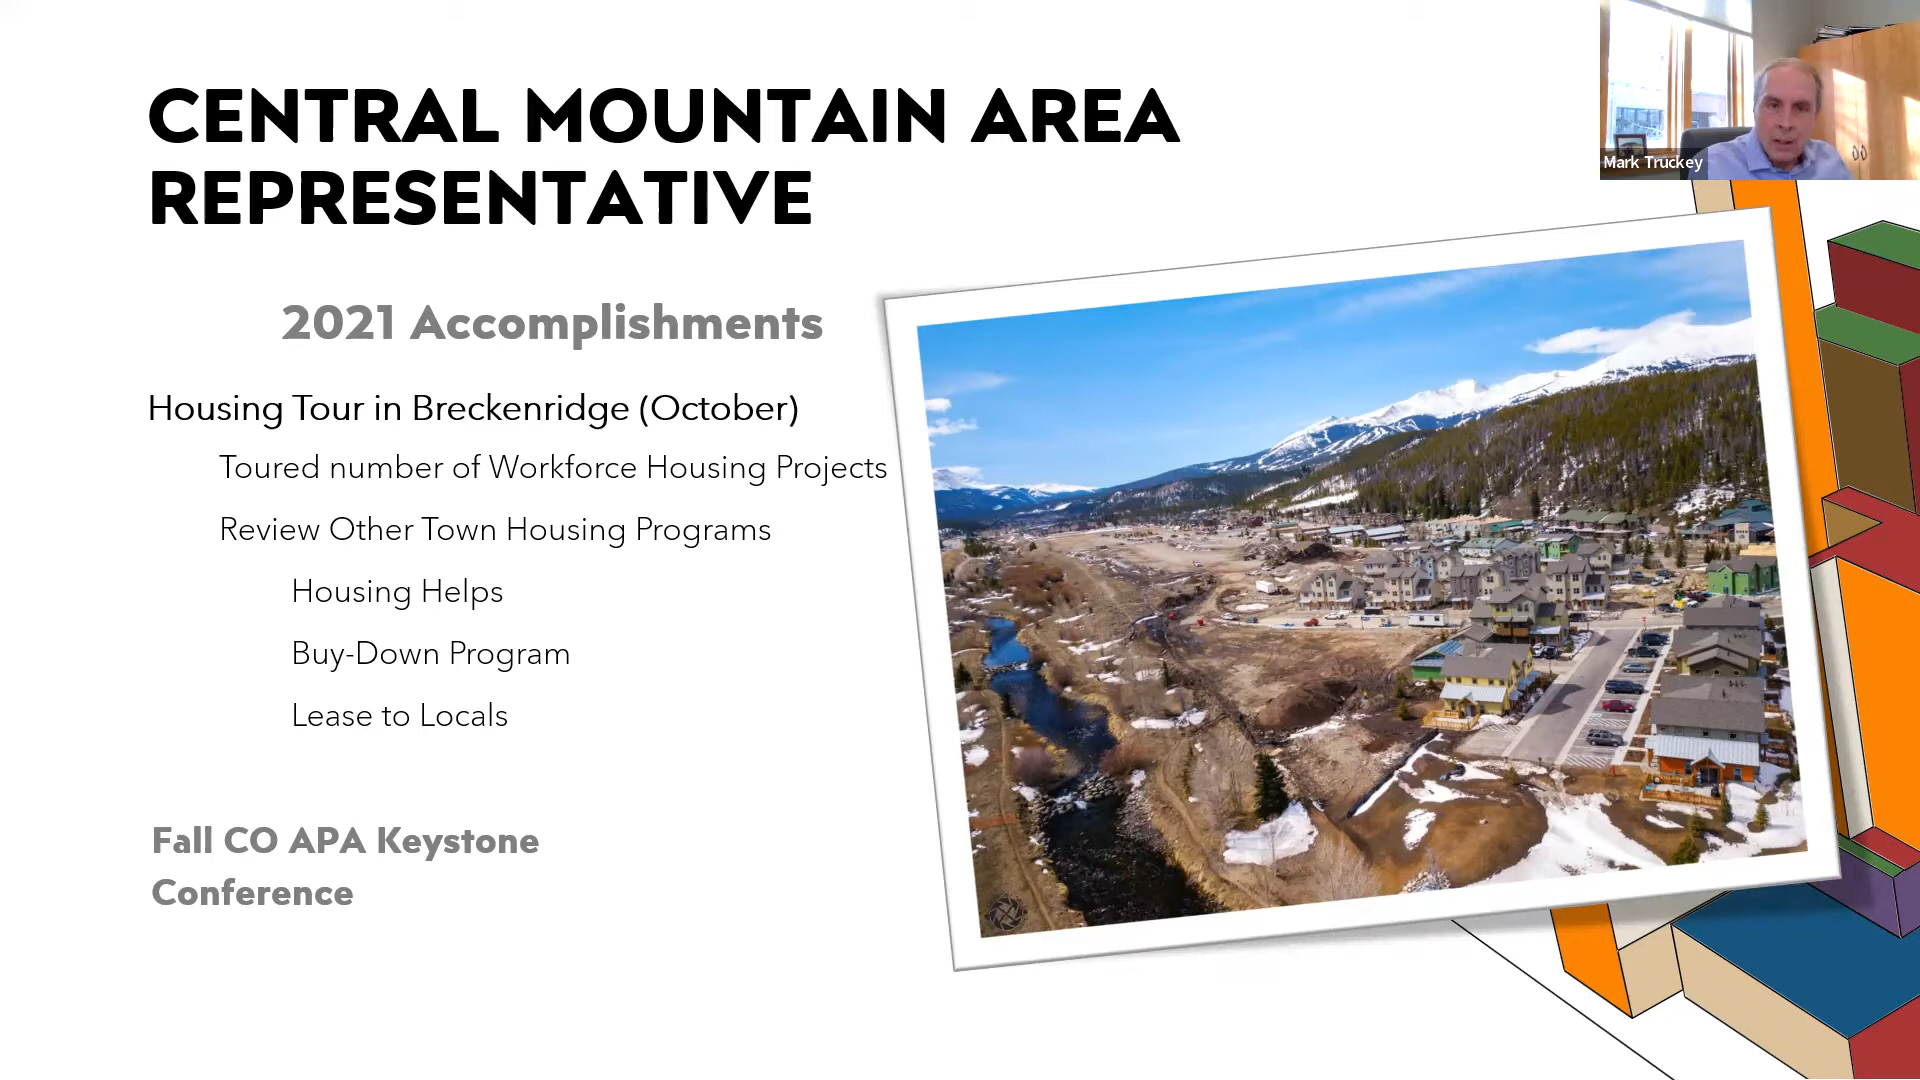 CENTRAL MOUNTAIN AREA
REPRESENTATIVE
Mark Truckey
2021 Accomplishments
Housing Tour in Breckenridge (October)
Toured number of Workforce Housing Projects
Review Other Town Housing Programs
Housing Helps
Buy-Down Program
Lease to Locals
Fall CO APA Keystone
Conference